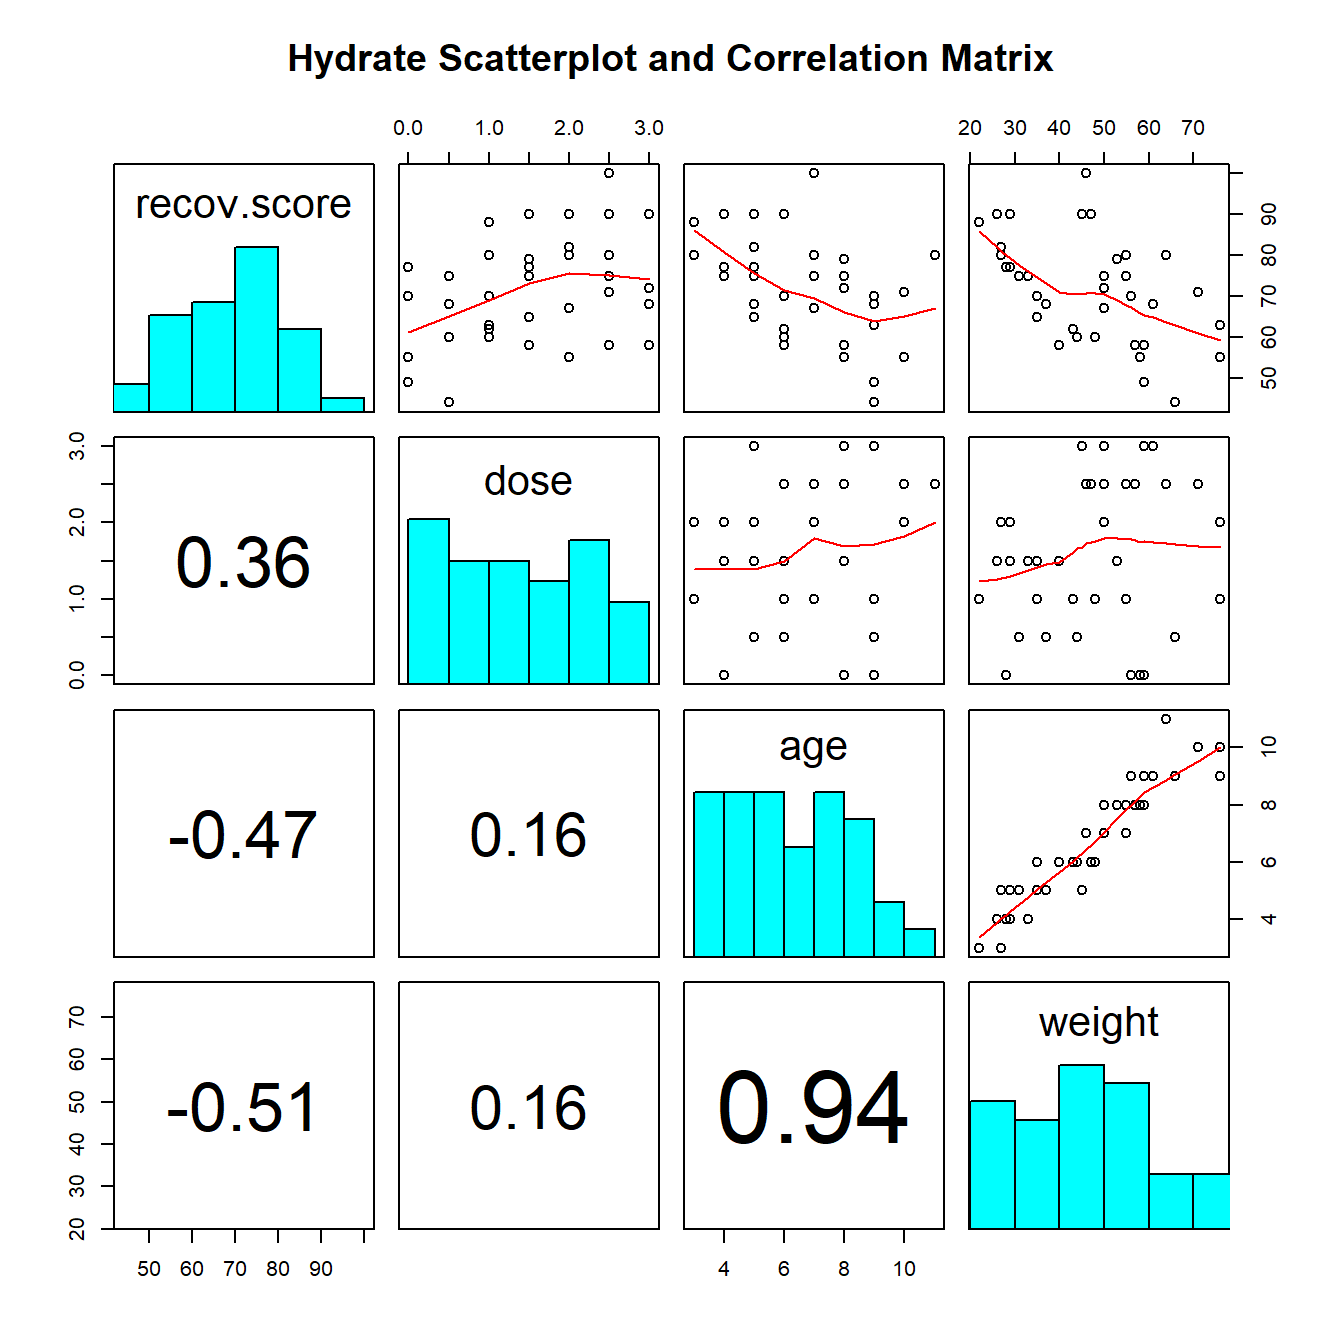 Hydrate Scatterplot and Correlation Matrix
0.0 1.0 2.0 3.0 20 30 40 50 60 70
recov.score
50 60 70 80 90
0.0 1.0 2.0 3.0
0.36
dose
-0.47
0.16
age
4 6 8 10
20 30 40 50 60 70
-0.51
0.16
0.94
weight
50 60 70 80 90 4 6 8 10